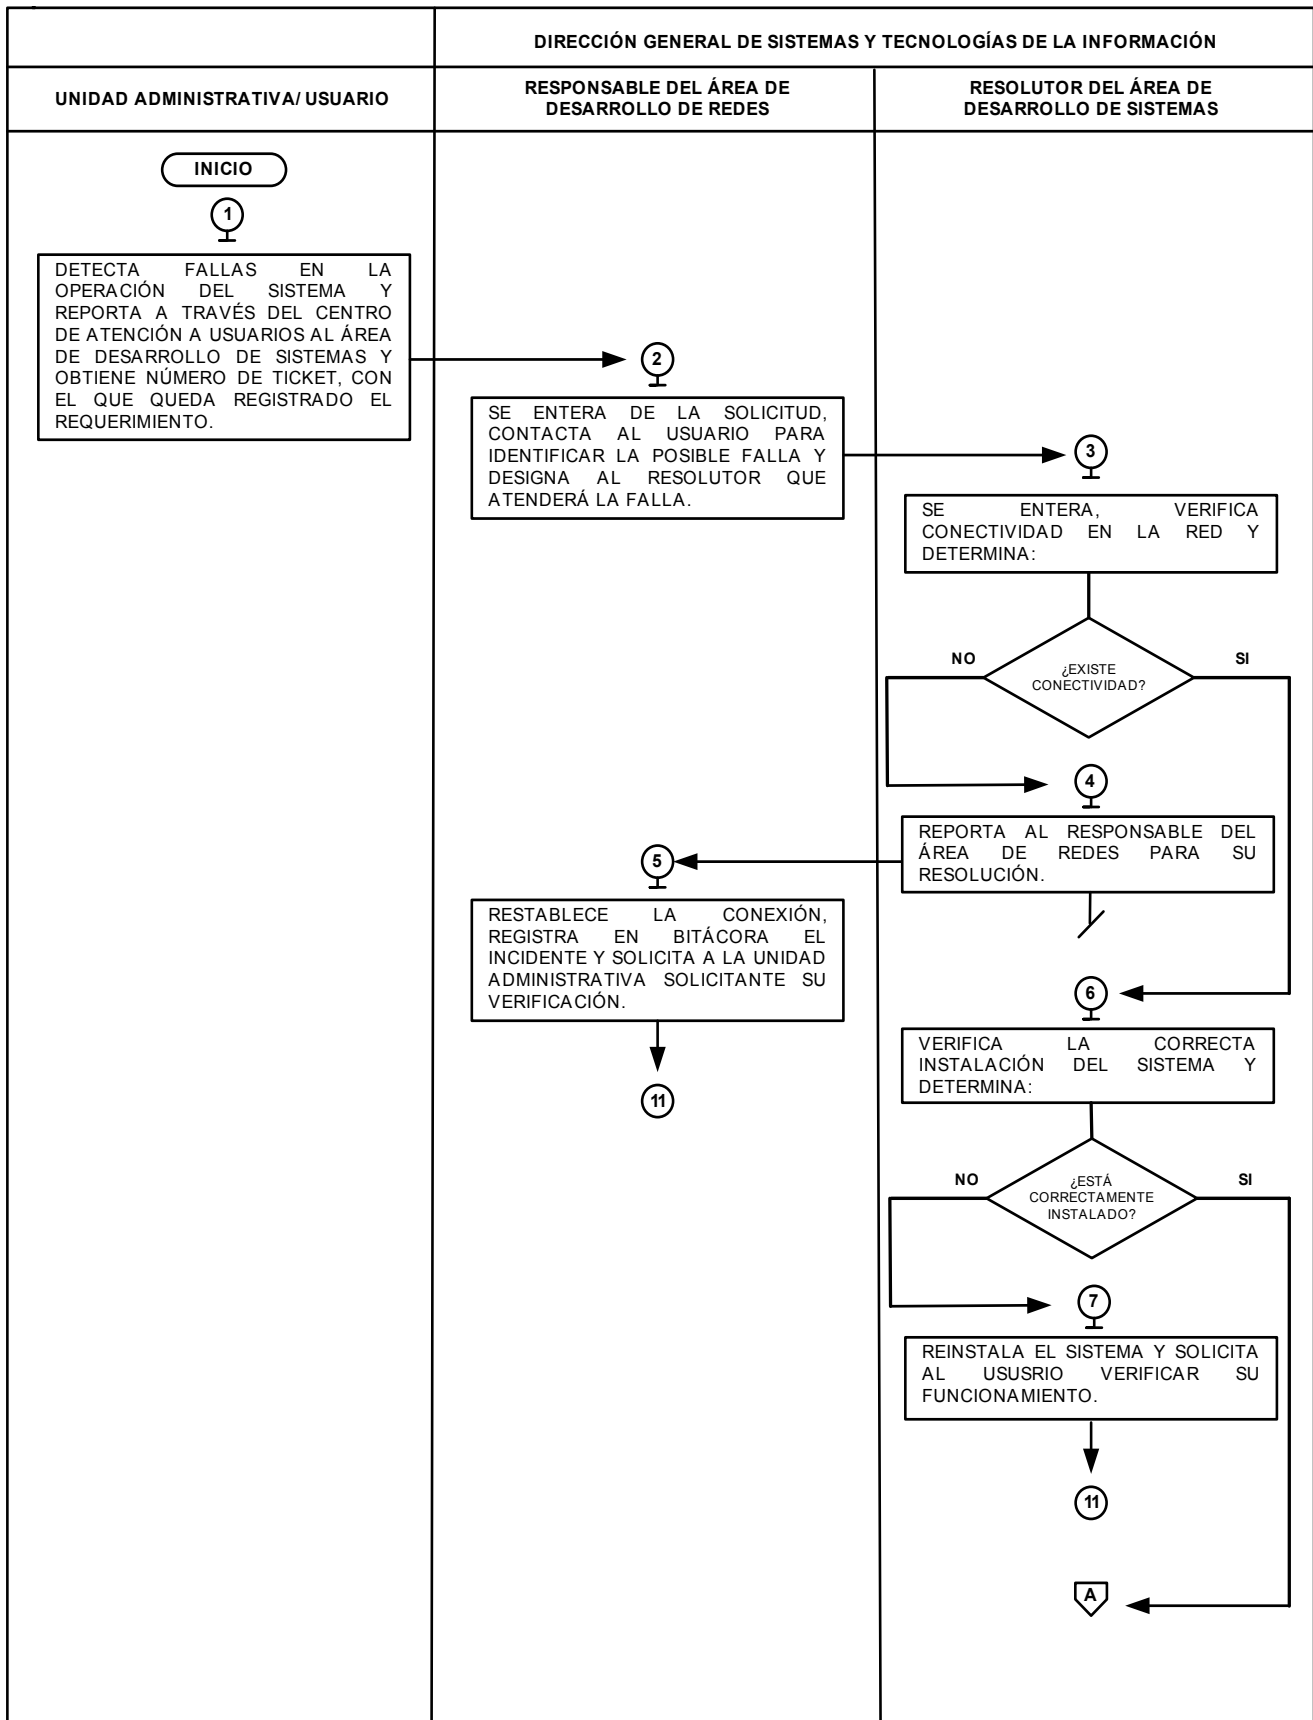 DIRECCIÓN GENERAL DE SISTEMAS Y TECNOLOGÍAS DE LA INFORMACIÓN
UNIDAD ADMINISTRATIVA/ USUARIO
RESPONSABLE DEL ÁREA DE
DESARROLLO DE REDES
RESOLUTOR DEL ÁREA DE
DESARROLLO DE SISTEMAS
INICIO
1
DETECTA FALLAS EN LA
OPERACIÓN DEL SISTEMA Y
REPORTA A TRAVÉS DEL CENTRO
DE ATENCIÓN A USUARIOS AL ÁREA
DE DESARROLLO DE SISTEMAS Y
OBTIENE NÚMERO DE TICKET, CON
EL QUE QUEDA REGISTRADO EL
REQUERIMIENTO.
2
SE ENTERA DE LA SOLICITUD,
CONTACTA AL USUARIO PARA
IDENTIFICAR LA POSIBLE FALLA Y
DESIGNA AL RESOLUTOR QUE
ATENDERÁ LA FALLA.
3
SE ENTERA, VERIFICA
CONECTIVIDAD EN LA RED Y
DETERMINA:
NO
¿EXISTE
CONECTIVIDAD?
SI
4
REPORTA AL RESPONSABLE DEL
ÁREA DE REDES PARA SU
RESOLUCIÓN.
5
RESTABLECE LA CONEXIÓN,
REGISTRA EN BITÁCORA EL
INCIDENTE Y SOLICITA A LA UNIDAD
ADMINISTRATIVA SOLICITANTE SU
VERIFICACIÓN.
11
6
VERIFICA LA CORRECTA
INSTALACIÓN DEL SISTEMA Y
DETERMINA:
NO
¿ESTÁ
CORRECTAMENTE
INSTALADO?
SI
7
REINSTALA EL SISTEMA Y SOLICITA
AL USUSRIO VERIFICAR SU
FUNCIONAMIENTO.
11
A